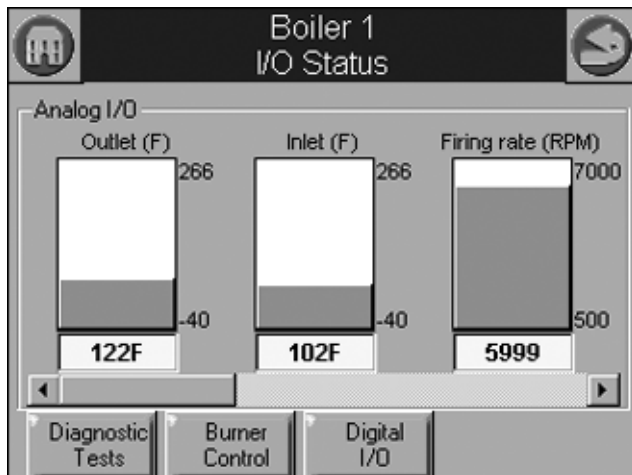 Boiler 1
I/O Status
Analog I/O
Outlet (F)
266
-40
122F
Inlet (F)
266
-40
102F
Firing rate (RPM)
7000
500
5999
Diagnostic
Tests
Burner
Control
Digital
I/O